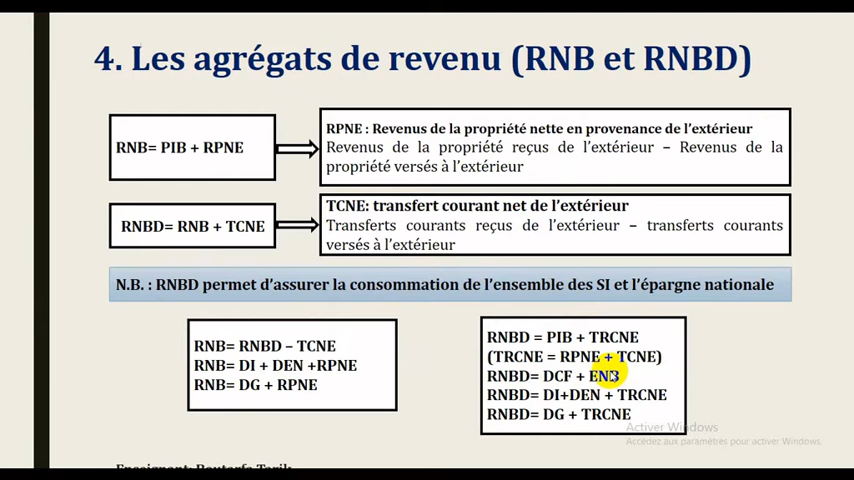 4. Les agrégats de revenu (RNB et RNBD)
RNB= PIB + RPNE
RPNE : Revenus de la propriété nette en provenance de l'extérieur
Revenus de la propriété reçus de l'extérieur – Revenus de la
propriété versés à l'extérieur
RNBD= RNB + TCNE
TCNE: transfert courant net de l'extérieur
Transferts courants reçus de l'extérieur – transferts courants
versés à l'extérieur
N.B. : RNBD permet d'assurer la consommation de l'ensemble des SI et l'épargne nationale
RNB= RNBD – TCNE
RNB= DI + DEN +RPNE
RNB= DG + RPNE
RNBD = PIB + TRCNE
(TRCNE = RPNE + TCNE)
RNBD= DCF + ENB
RNBD= DI+DEN + TRCNE
RNBD= DG + TRCNE
Activer Windows
Accédez aux paramètres pour activer Windows.
Enseignant: Boutarfa Tarik